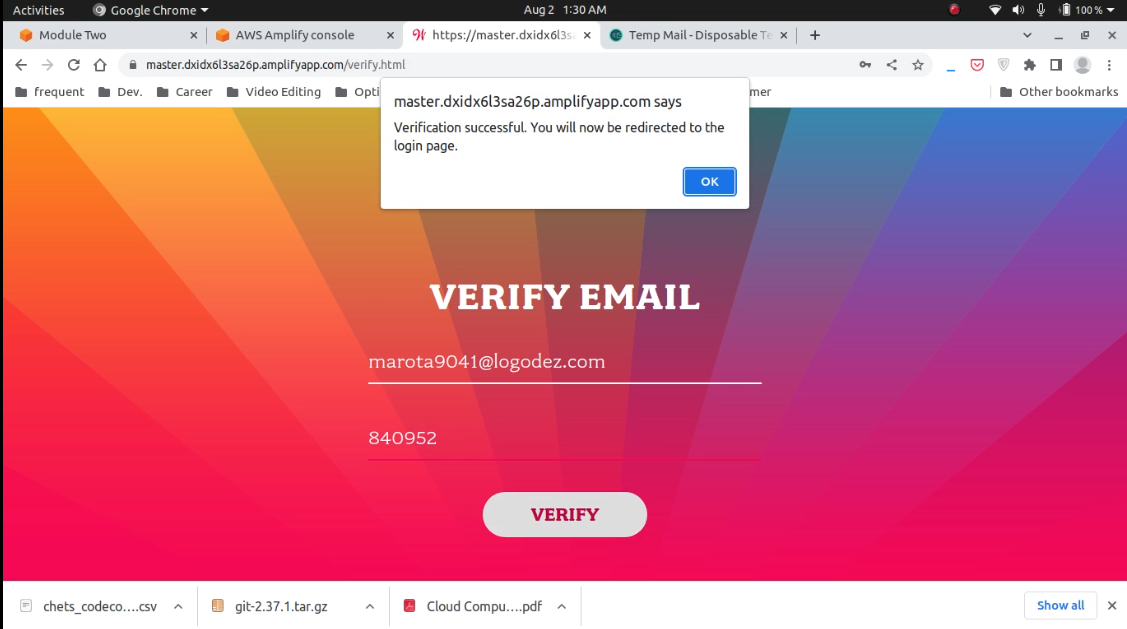 Activities Google Chrome Aug 2 1:30 AM 100 %
Module Two AWS Amplify console https://master.dxidx6l3sa Temp Mail - Disposable Te
master.dxidx6l3sa26p.amplifyapp.com/verify.html
frequent Dev. Career Video Editing Opti mer Other bookmarks
master.dxidx6l3sa26p.amplifyapp.com says
Verification successful. You will now be redirected to the
login page.
OK
VERIFY EMAIL
marota9041@logodez.com
840952
VERIFY
chets_codeco....csv git-2.37.1.tar.gz Cloud Compu....pdf Show all